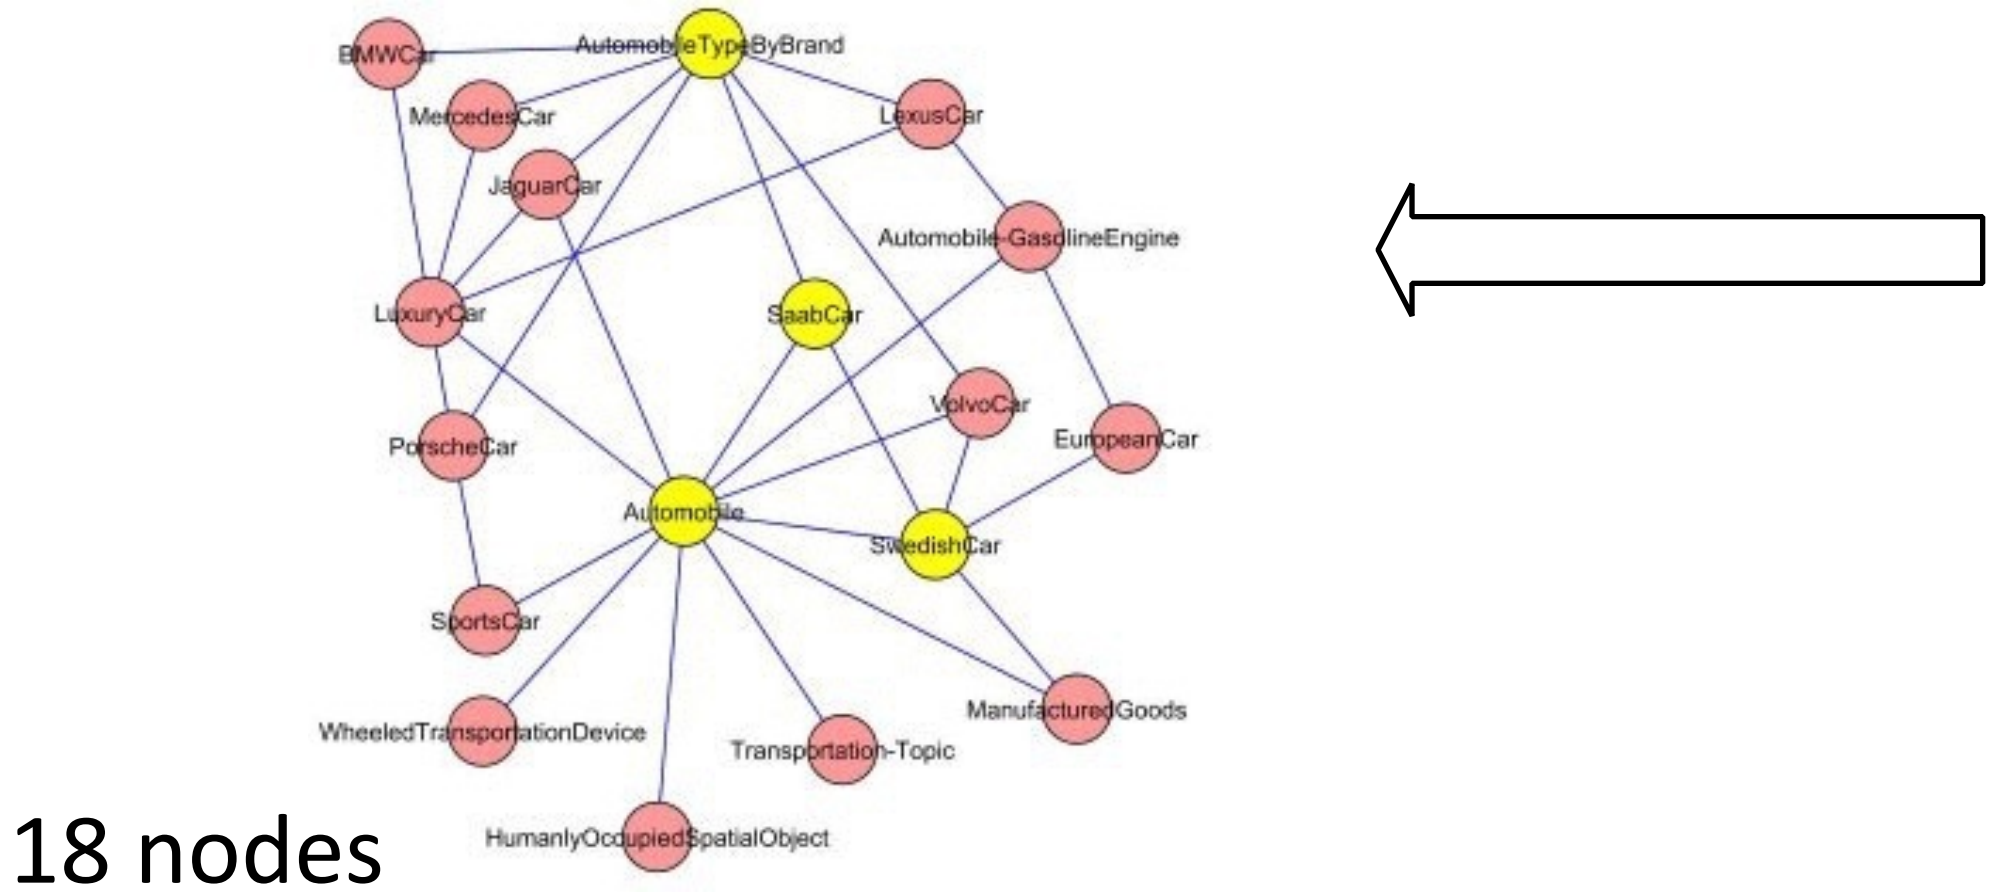 AutomobileTypeByBrand
BMWCar
MercedesCar
LexusCar
JaguarCar
Automobile-GasolineEngine
LuxuryCar
SaabCar
VolvoCar
EuropeanCar
PorscheCar
Automobile
SwedishCar
SportsCar
ManufacturedGoods
WheeledTransportationDevice
Transportation-Topic
HumanlyOccupiedSpatialObject
18 nodes